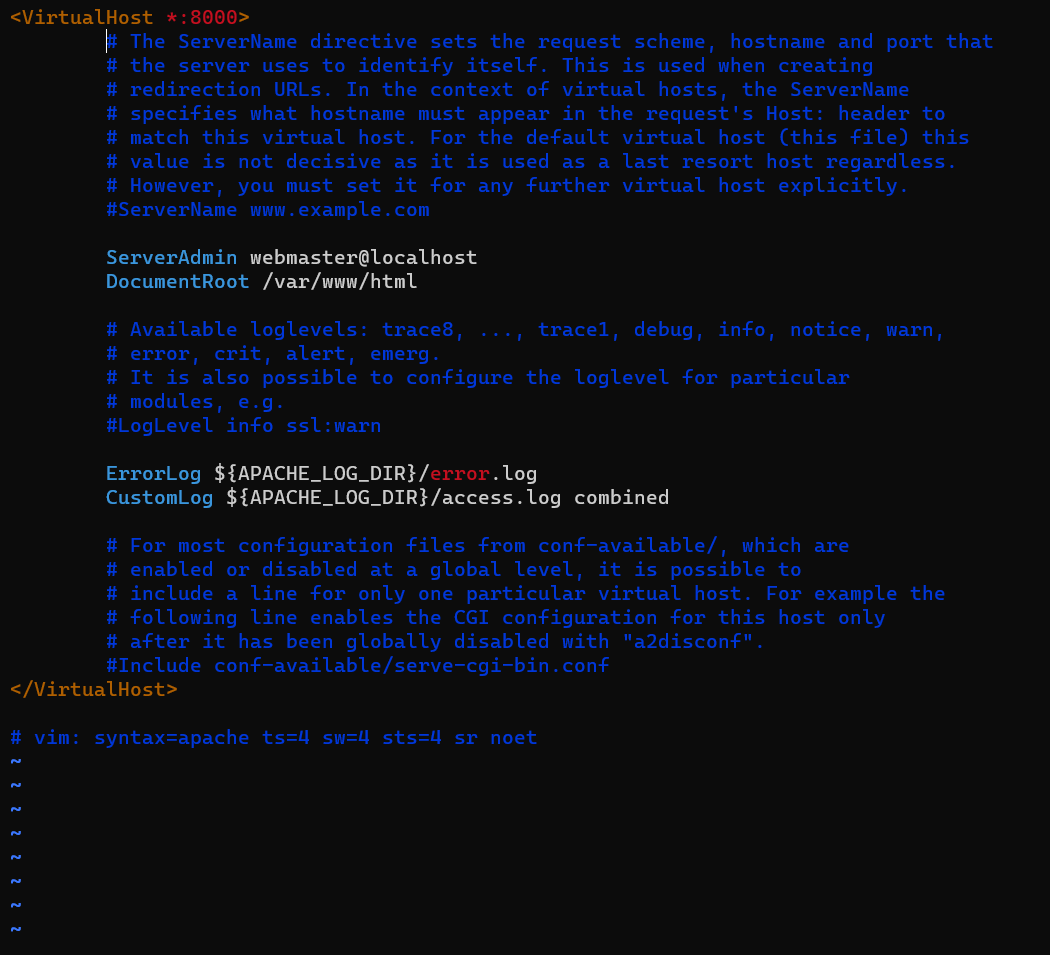 <VirtualHost *:8000>
# The ServerName directive sets the request scheme, hostname and port that
# the server uses to identify itself. This is used when creating
# redirection URLs. In the context of virtual hosts, the ServerName
# specifies what hostname must appear in the request's Host: header to
# match this virtual host. For the default virtual host (this file) this
# value is not decisive as it is used as a last resort host regardless.
# However, you must set it for any further virtual host explicitly.
#ServerName www.example.com
ServerAdmin webmaster@localhost
DocumentRoot /var/www/html
# Available loglevels: trace8, ..., trace1, debug, info, notice, warn,
# error, crit, alert, emerg.
# It is also possible to configure the loglevel for particular
# modules, e.g.
#LogLevel info ssl:warn
ErrorLog ${APACHE_LOG_DIR}/error.log
CustomLog ${APACHE_LOG_DIR}/access.log combined
# For most configuration files from conf-available/, which are
# enabled or disabled at a global level, it is possible to
# include a line for only one particular virtual host. For example the
# following line enables the CGI configuration for this host only
# after it has been globally disabled with "a2disconf".
#Include conf-available/serve-cgi-bin.conf
</VirtualHost>
# vim: syntax=apache ts=4 sw=4 sts=4 sr noet
~
~
~
~
~
~
~
~